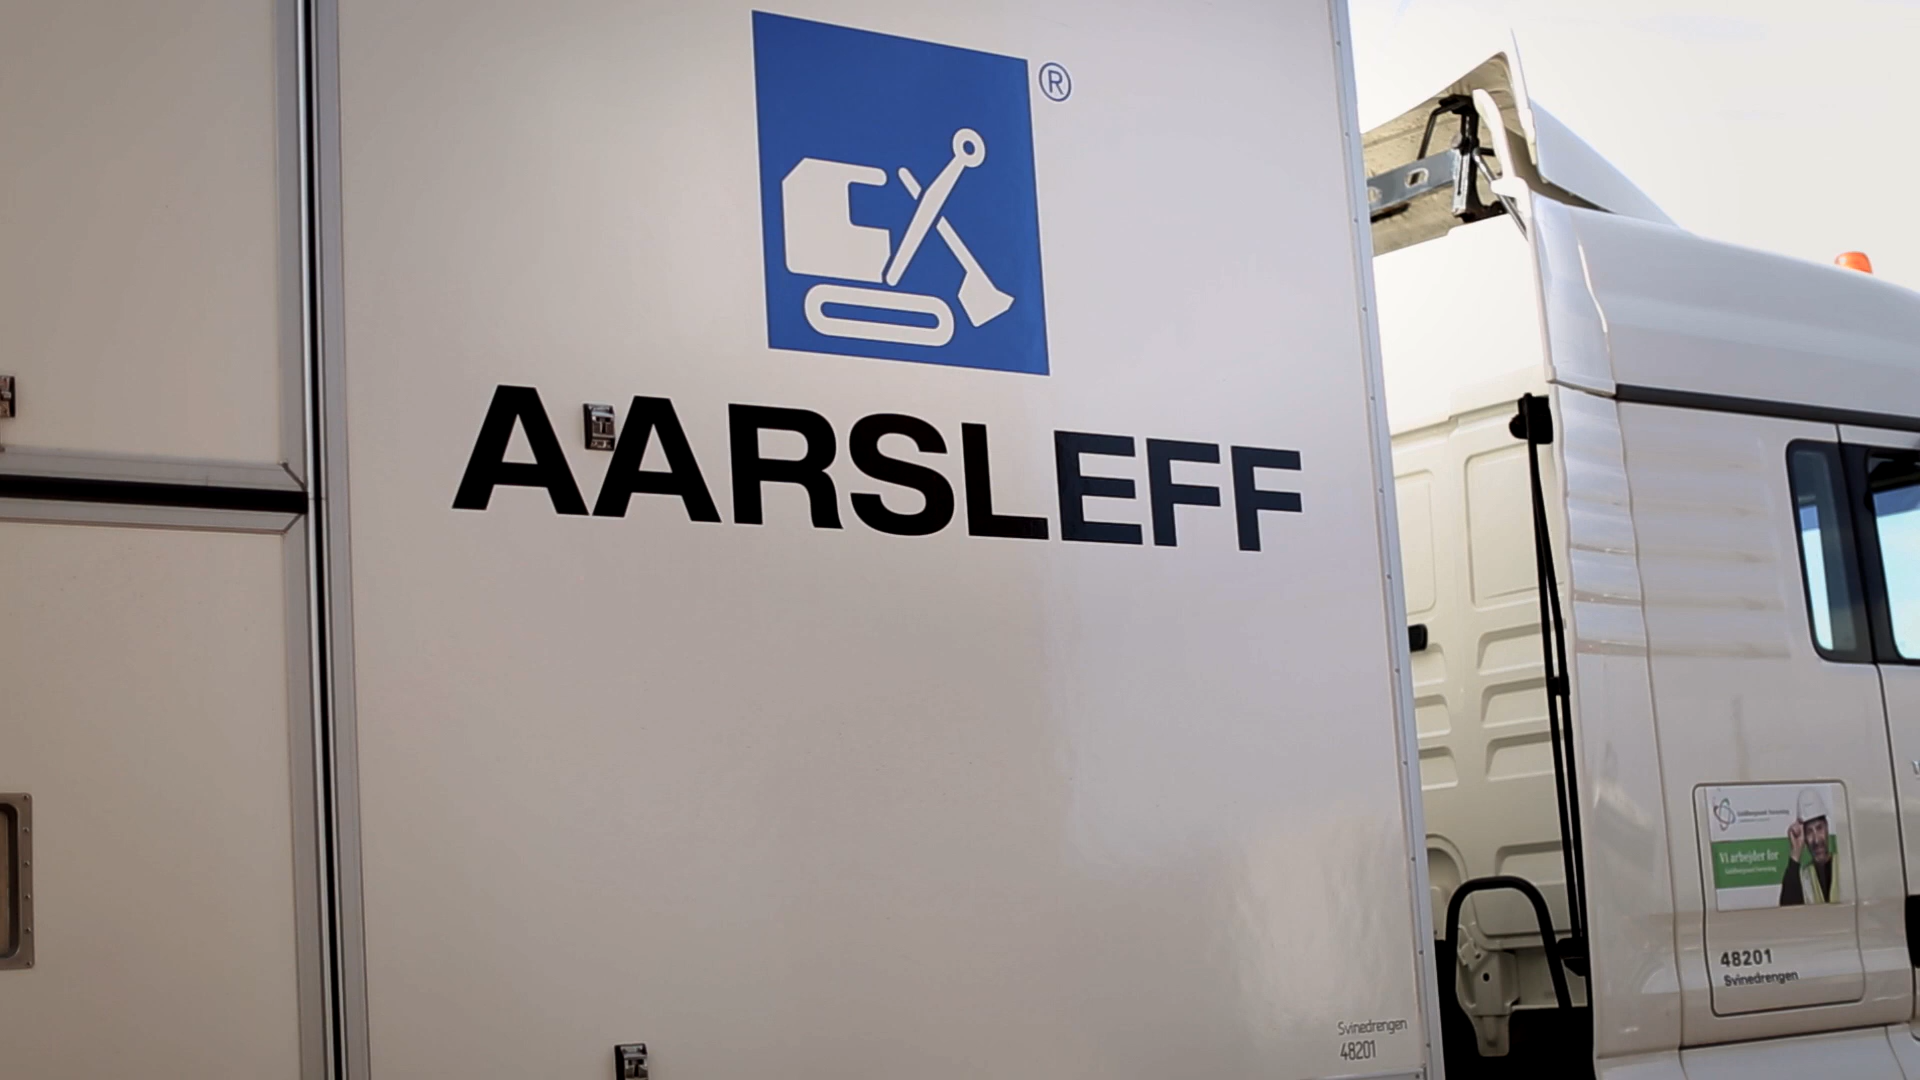 ®
AARSLEFF
Vi arbejder for
48201
Svinedrengen
Svinedrengen
48201